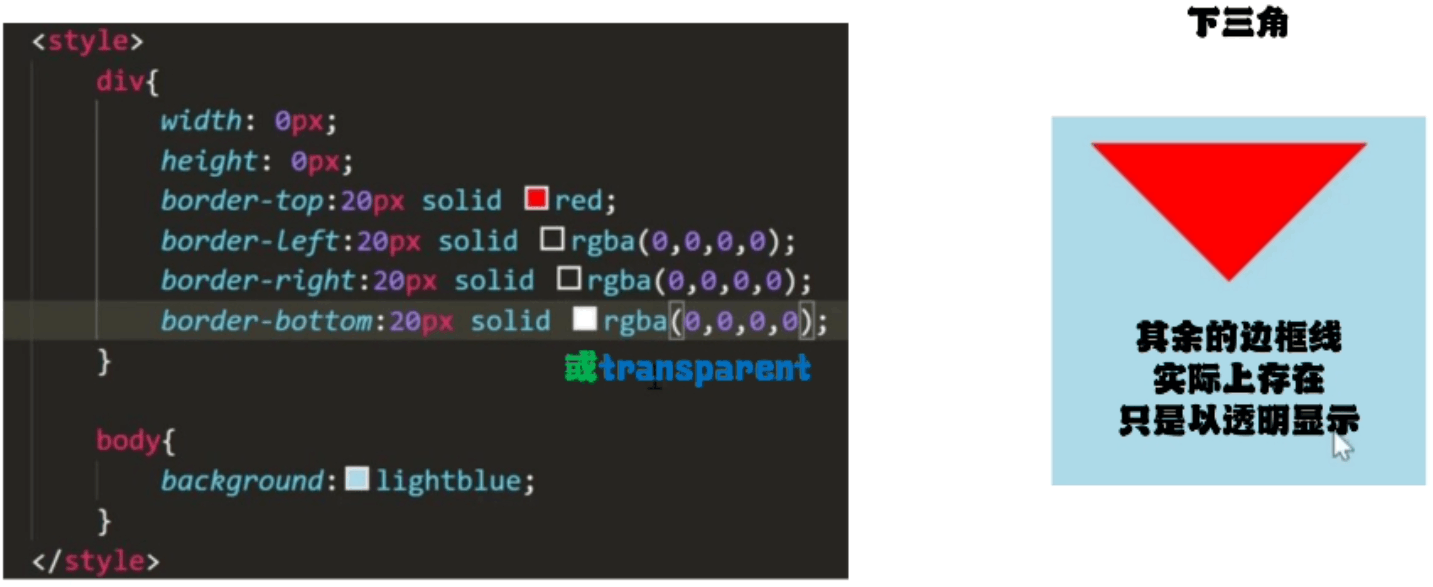 <style>
div{
width: 0px;
height: 0px;
border-top:20px solid red;
border-left:20px solid rgba(0,0,0,0);
border-right:20px solid rgba(0,0,0,0);
border-bottom:20px solid rgba(0,0,0,0);
}
或transparent
body{
background:lightblue;
}
</style>
下三角
其余的边框线
实际上存在
只是以透明显示